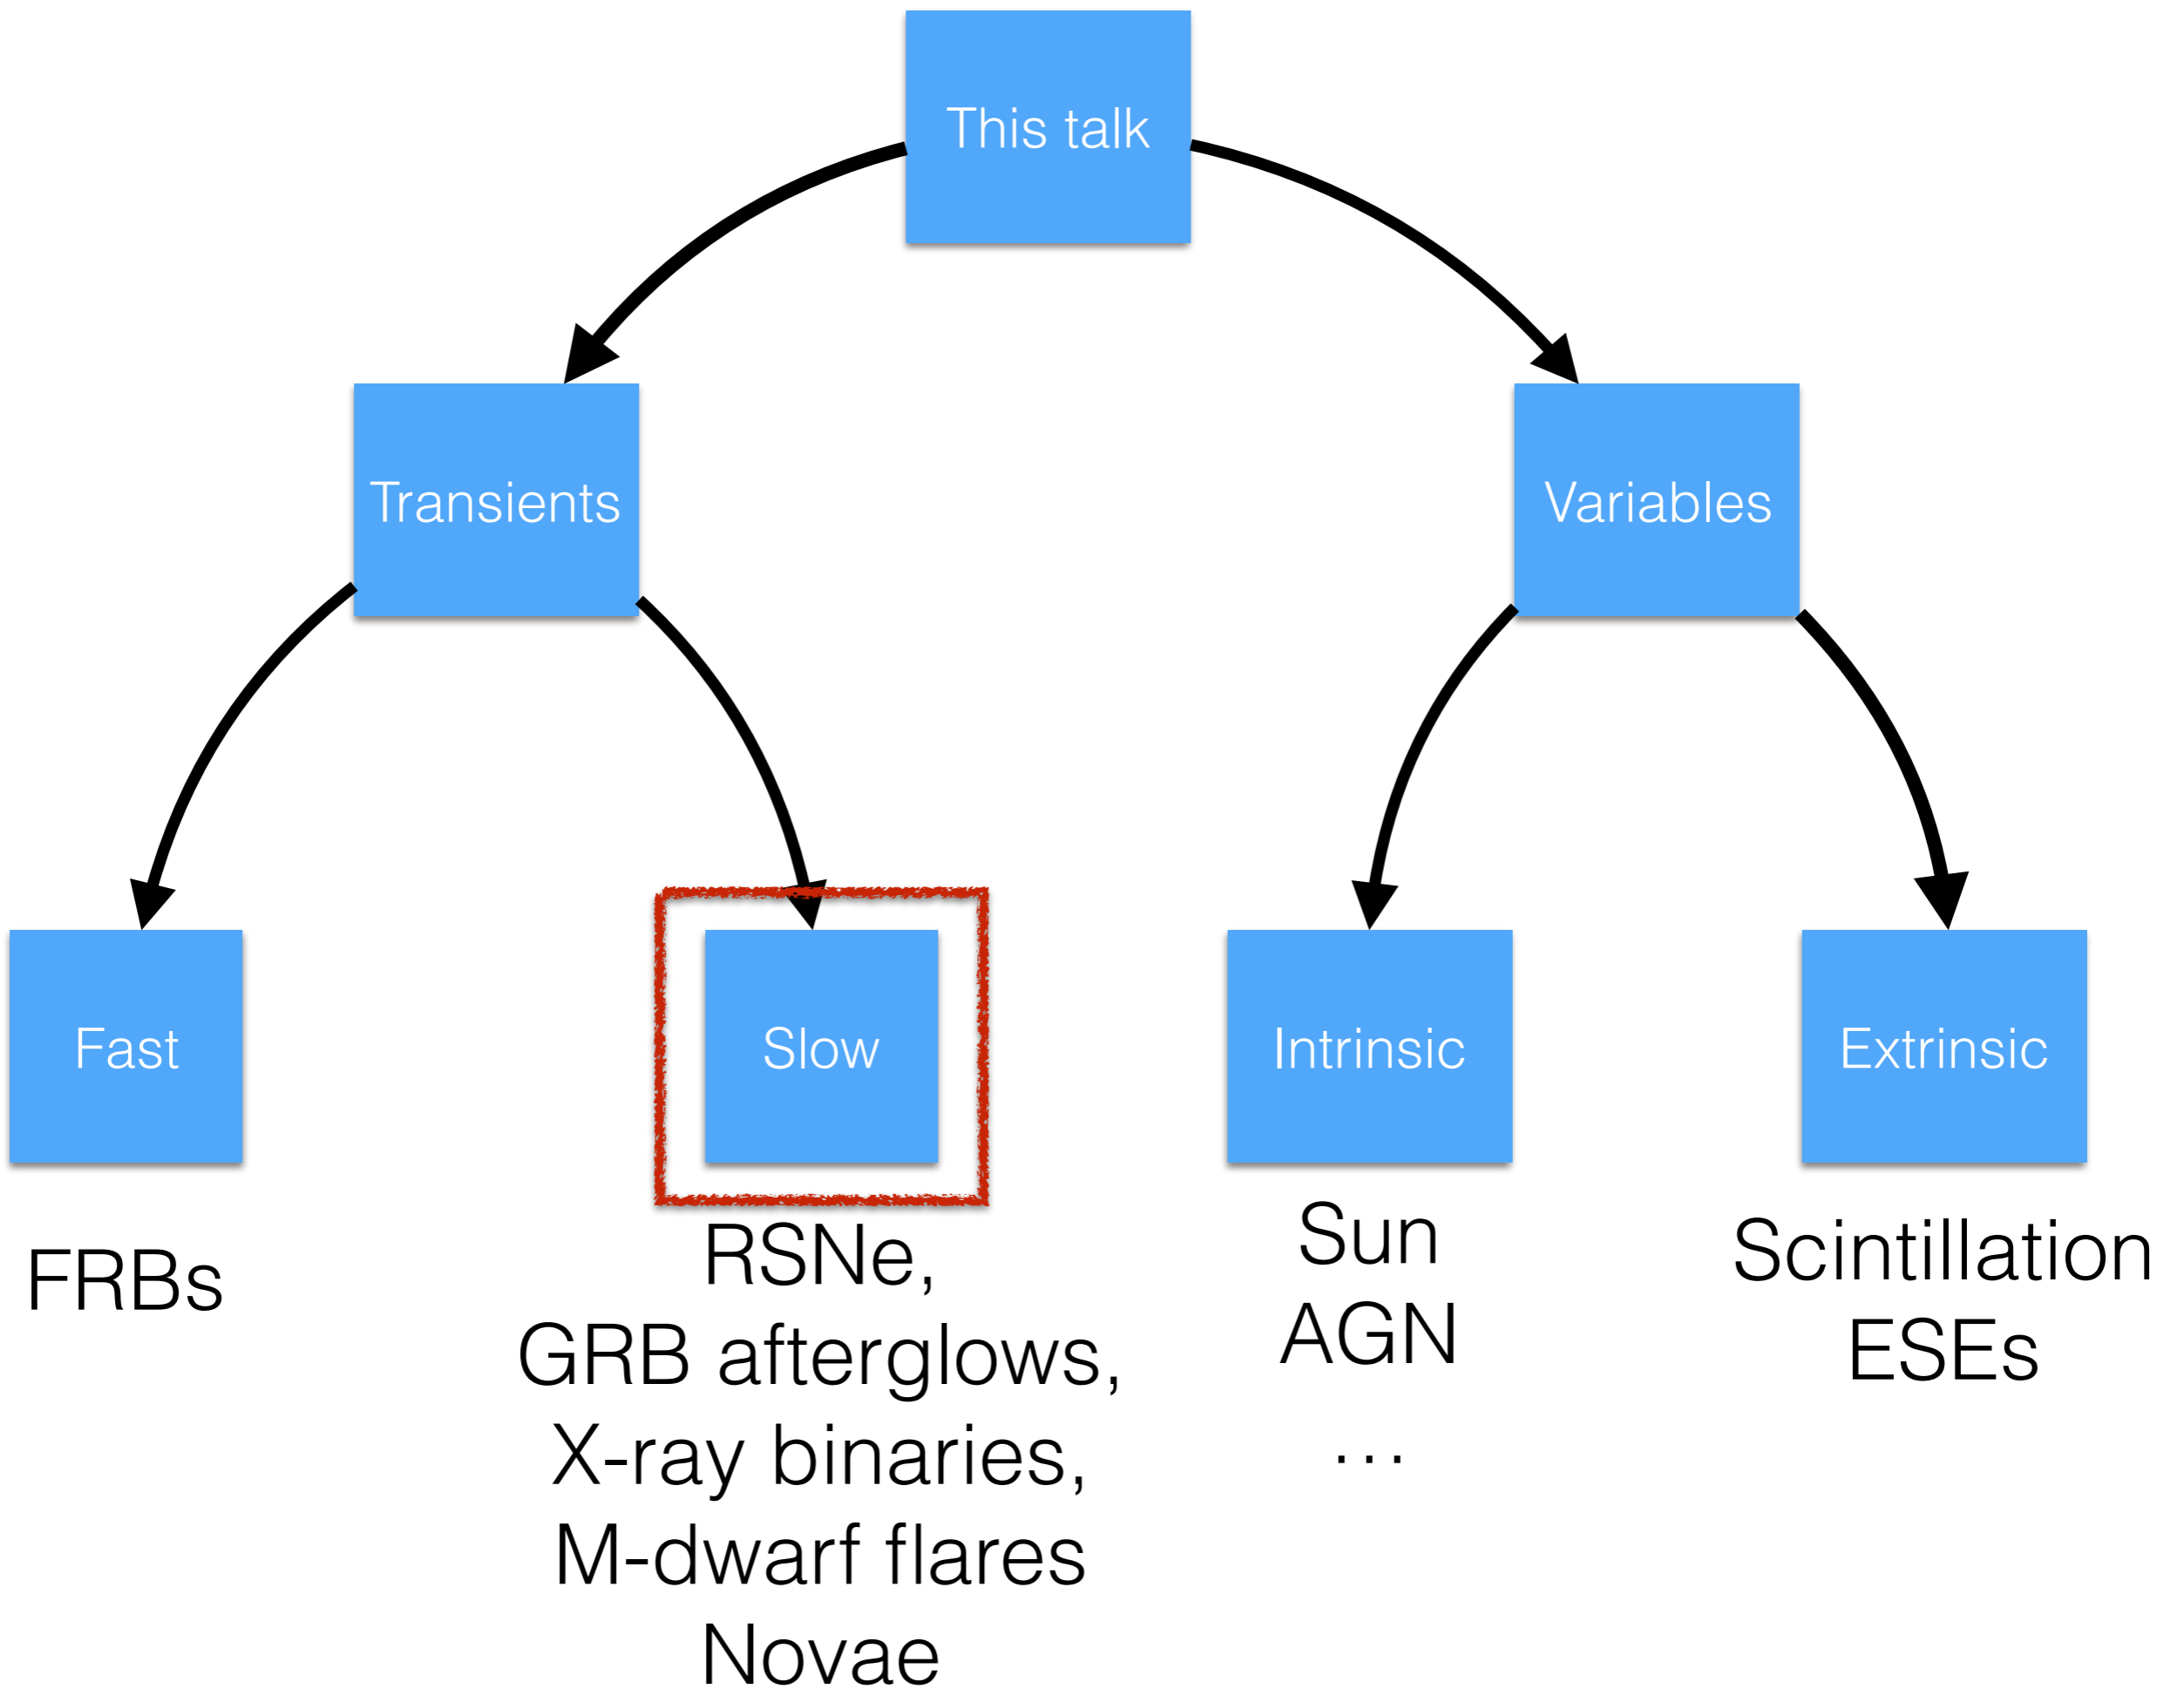 This talk
Transients
Variables
Fast
Slow
Intrinsic
Extrinsic
FRBs
RSNe,
GRB afterglows,
X-ray binaries,
M-dwarf flares
Novae
Sun
AGN
...
Scintillation
ESEs